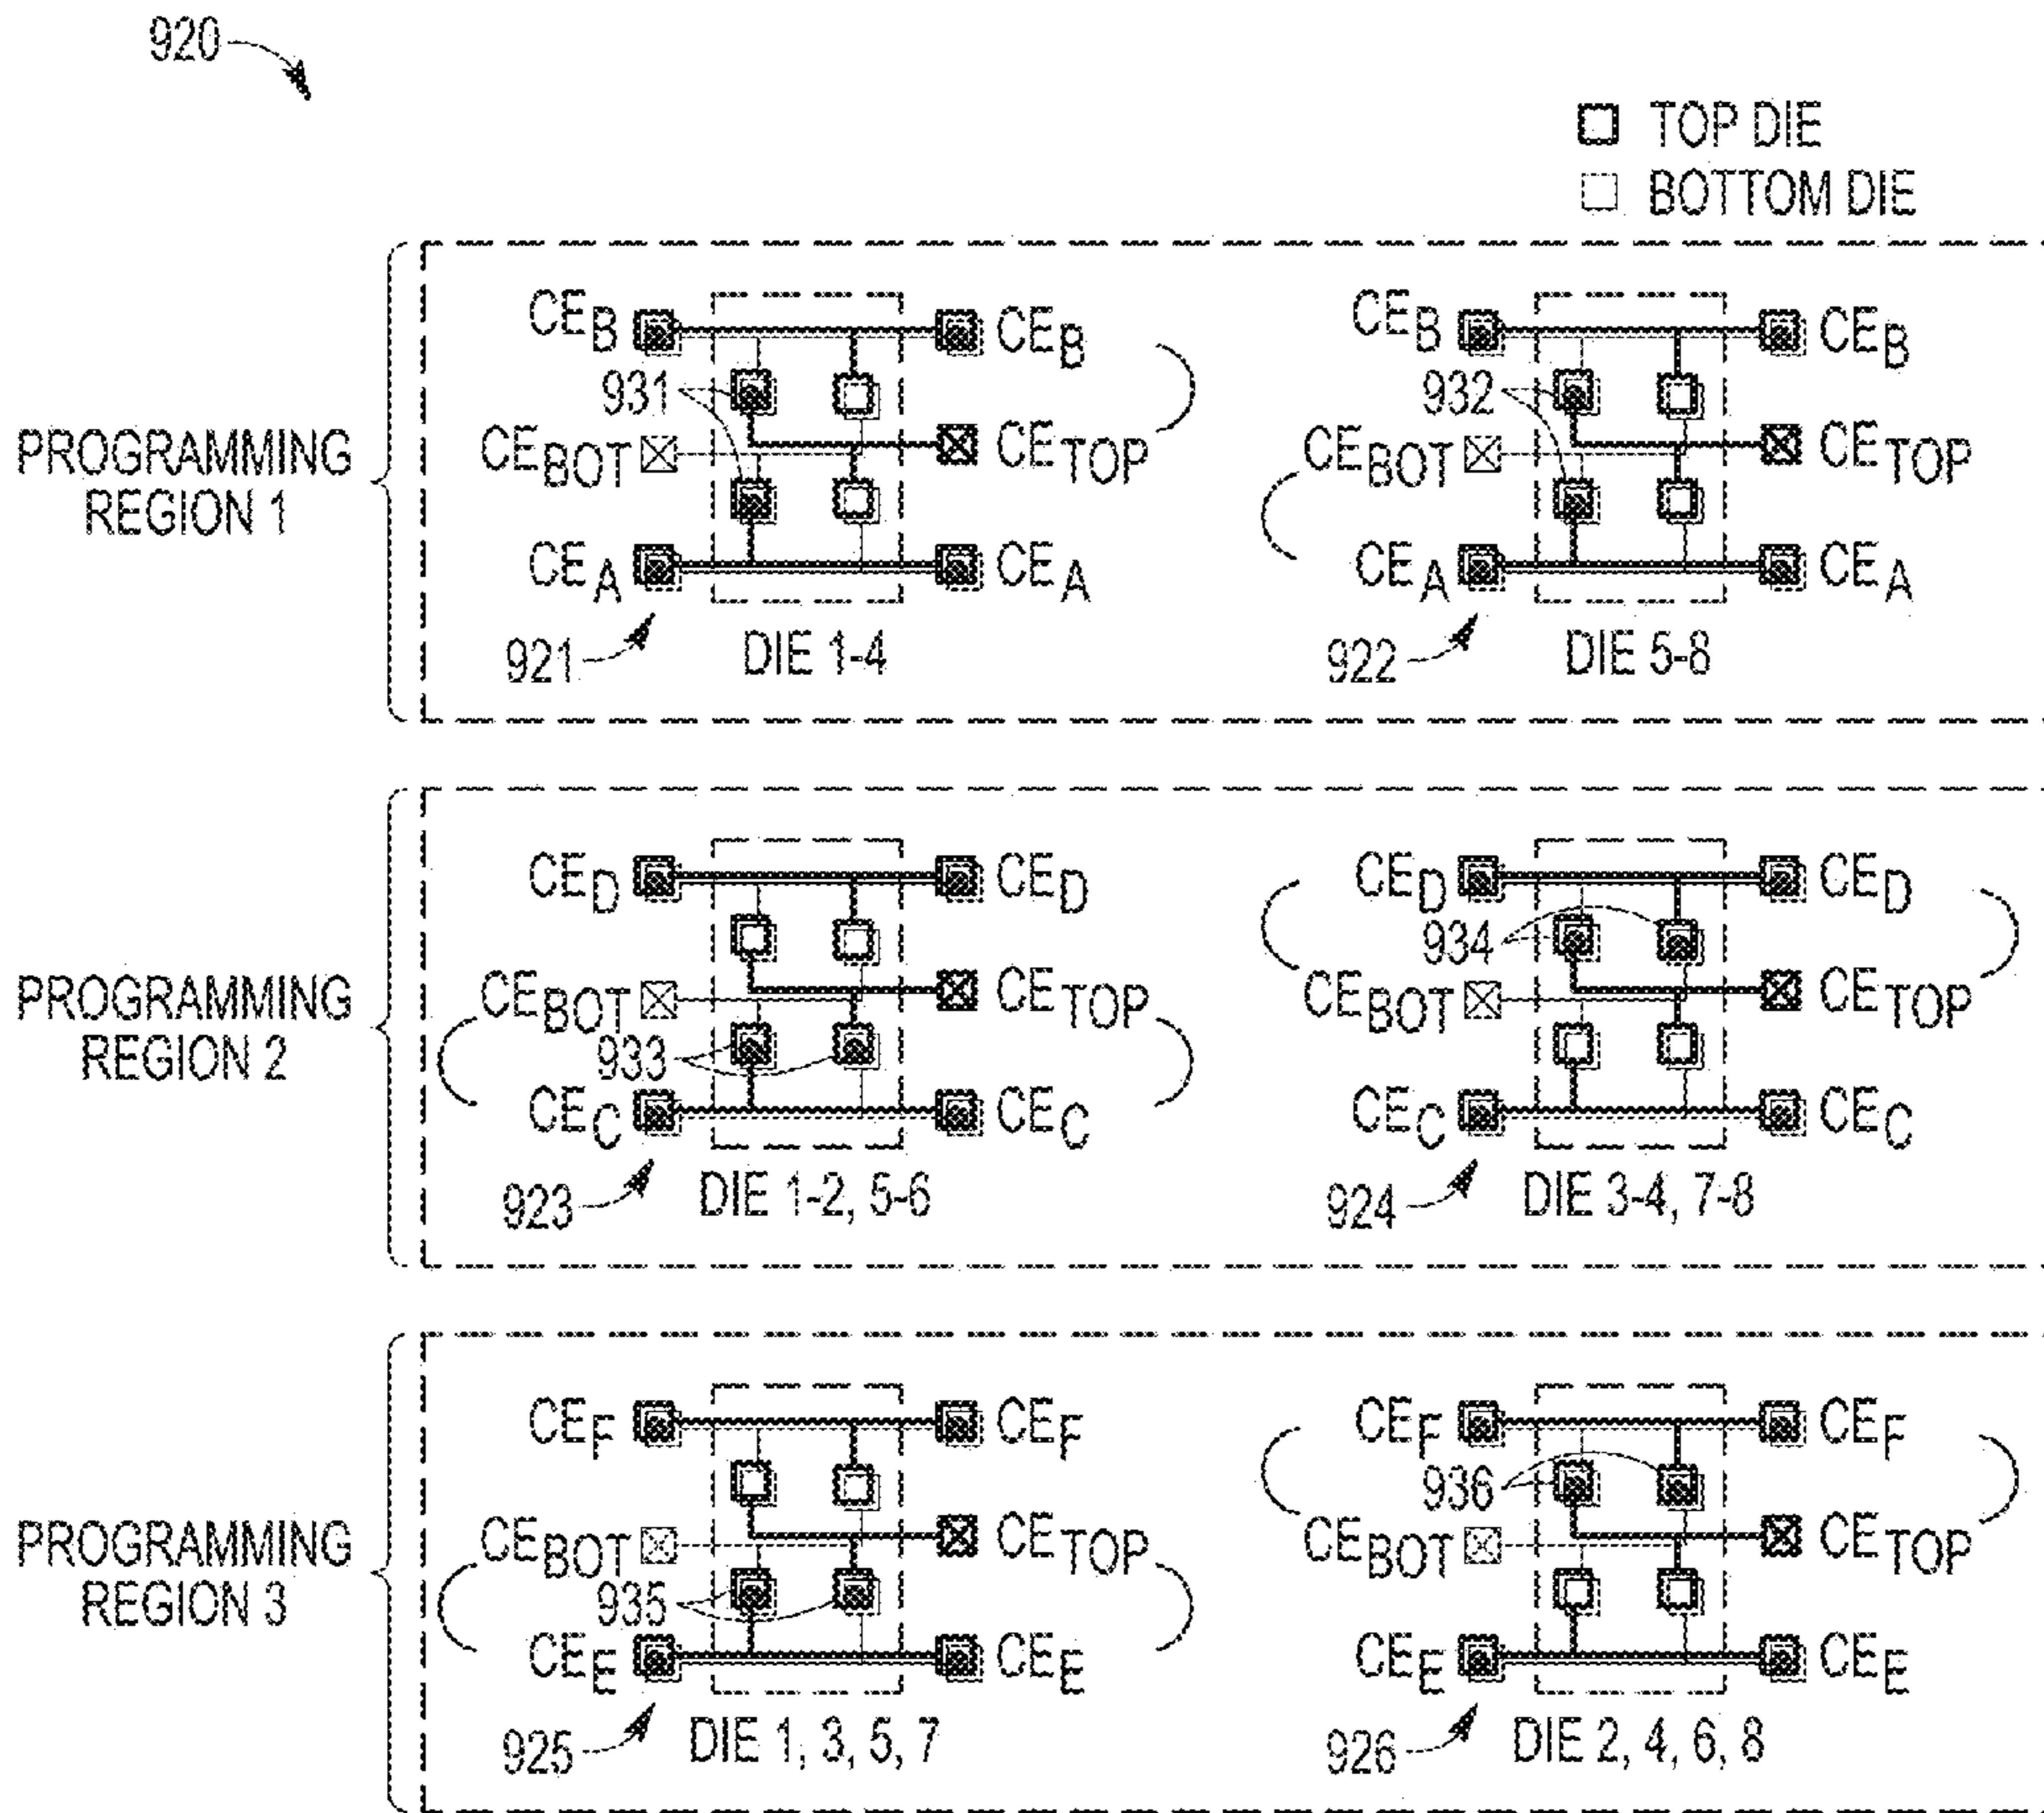 920
TOP DIE
BOTTOM DIE
PROGRAMMING
REGION 1
CEB
CEB
931
CEBOT
CETOP
CEA
CEA
921
DIE 1-4
CEB
CEB
932
CEBOT
CETOP
CEA
CEA
922
DIE 5-8
PROGRAMMING
REGION 2
CED
CED
CEBOT
CETOP
933
CEC
CEC
923
DIE 1-2, 5-6
CED
CED
934
CEBOT
CETOP
CEC
CEC
924
DIE 3-4, 7-8
PROGRAMMING
REGION 3
CEF
CEF
CEBOT
CETOP
935
CEE
CEE
925
DIE 1, 3, 5, 7
CEF
CEF
936
CEBOT
CETOP
CEE
CEE
926
DIE 2, 4, 6, 8